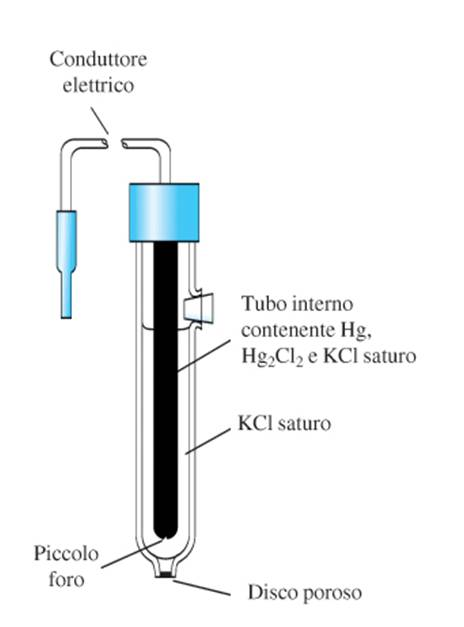 Conduttore
elettrico
Tubo interno
contenente Hg,
Hg₂Cl₂ e KCl saturo
KCl saturo
Piccolo
foro
Disco poroso